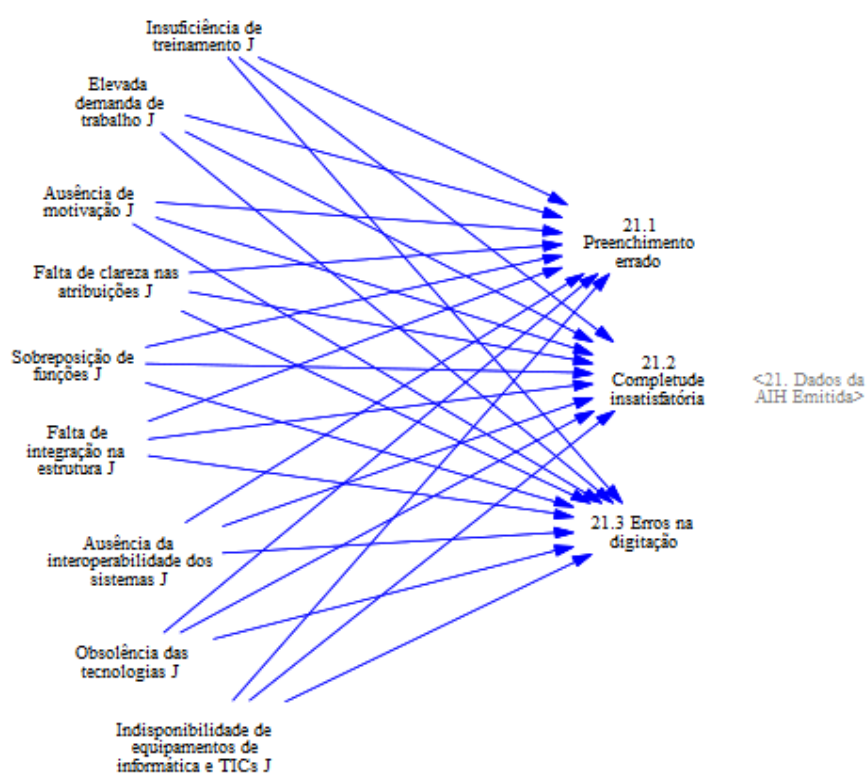 Insuficiência de
treinamento J
Elevada
demanda de
trabalho J
Ausência de
motivação J
Falta de clareza nas
atribuições J
Sobreposição de
funções J
Falta de
integração na
estrutura J
Ausência da
interoperabilidade dos
sistemas J
Obsolência das
tecnologias J
Indisponibilidade de
equipamentos de
informática e TICs J
21.1
Preenchimento
errado
21.2
Completude
insatisfatória
21.3 Erros na
digitação
<21. Dados da
AIH Emitida>